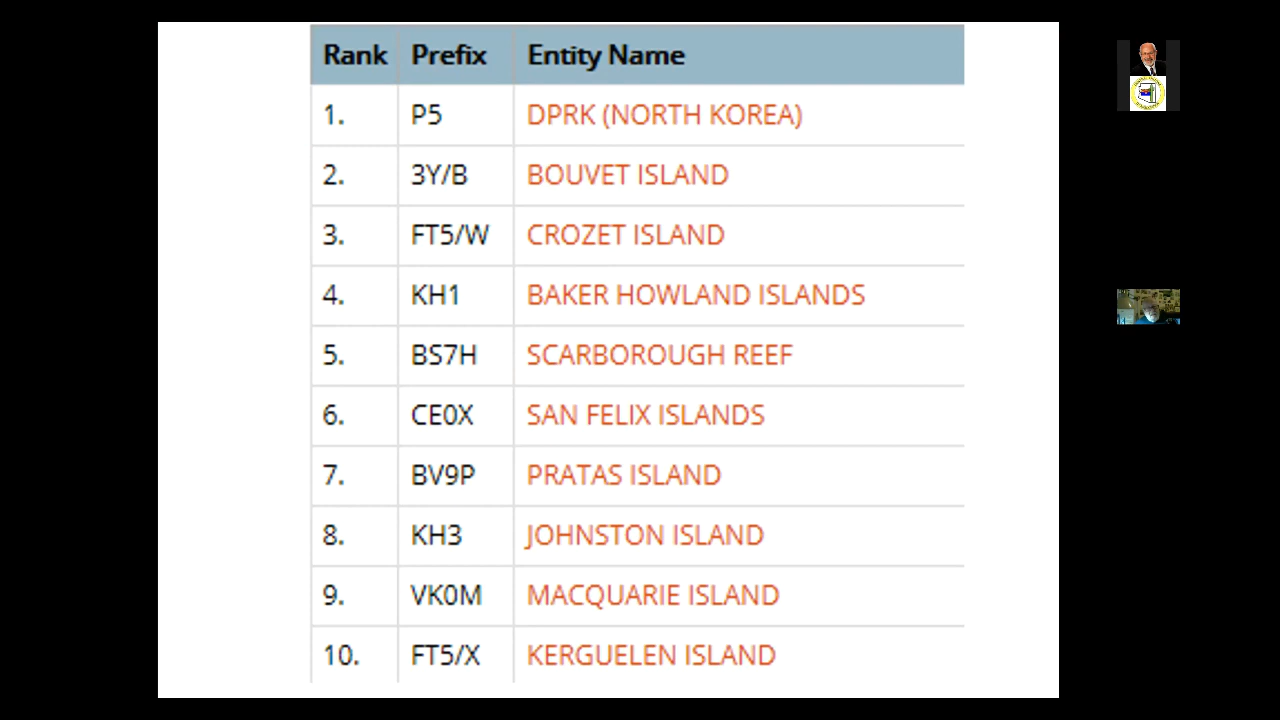 Rank Prefix Entity Name
1. P5 DPRK (NORTH KOREA)
2. 3Y/B BOUVET ISLAND
3. FT5/W CROZET ISLAND
4. KH1 BAKER HOWLAND ISLANDS
5. BS7H SCARBOROUGH REEF
6. CE0X SAN FELIX ISLANDS
7. BV9P PRATAS ISLAND
8. KH3 JOHNSTON ISLAND
9. VK0M MACQUARIE ISLAND
10. FT5/X KERGUELEN ISLAND